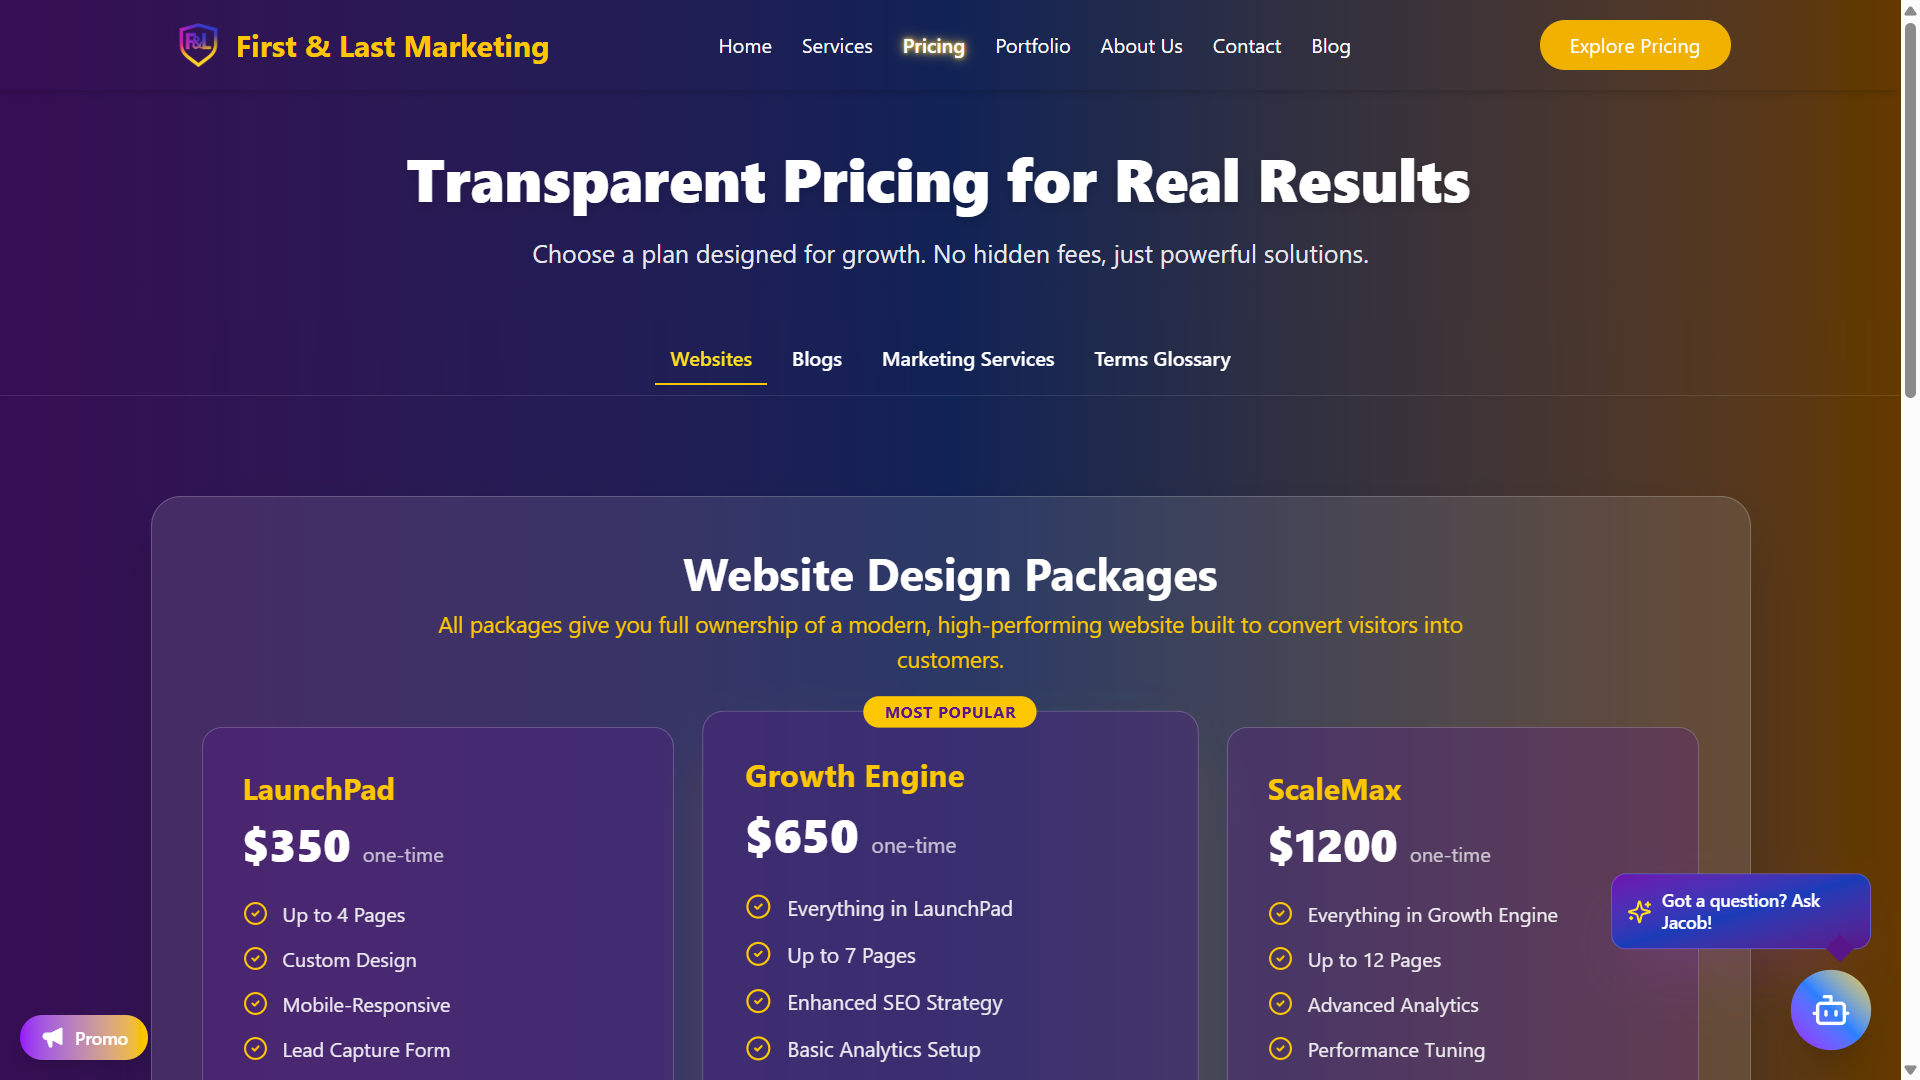 F&L
First & Last Marketing
Home
Services
Pricing
Portfolio
About Us
Contact
Blog
Explore Pricing
Transparent Pricing for Real Results
Choose a plan designed for growth. No hidden fees, just powerful solutions.
Websites
Blogs
Marketing Services
Terms Glossary
Website Design Packages
All packages give you full ownership of a modern, high-performing website built to convert visitors into
customers.
LaunchPad
$350 one-time
Up to 4 Pages
Custom Design
Mobile-Responsive
Lead Capture Form
MOST POPULAR
Growth Engine
$650 one-time
Everything in LaunchPad
Up to 7 Pages
Enhanced SEO Strategy
Basic Analytics Setup
ScaleMax
$1200 one-time
Everything in Growth Engine
Up to 12 Pages
Advanced Analytics
Performance Tuning
Got a question? Ask
Jacob!
Promo